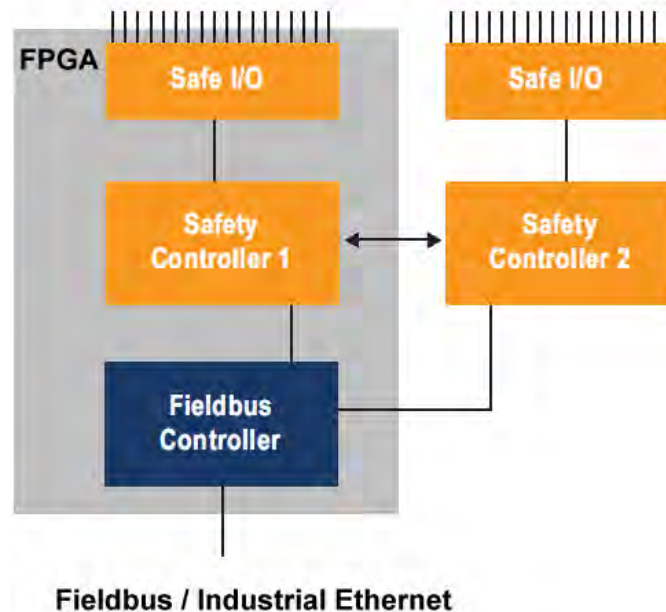 FPGA
Safe I/O
Safe I/O
Safety
Controller 1
Safety
Controller 2
Fieldbus
Controller
Fieldbus / Industrial Ethernet